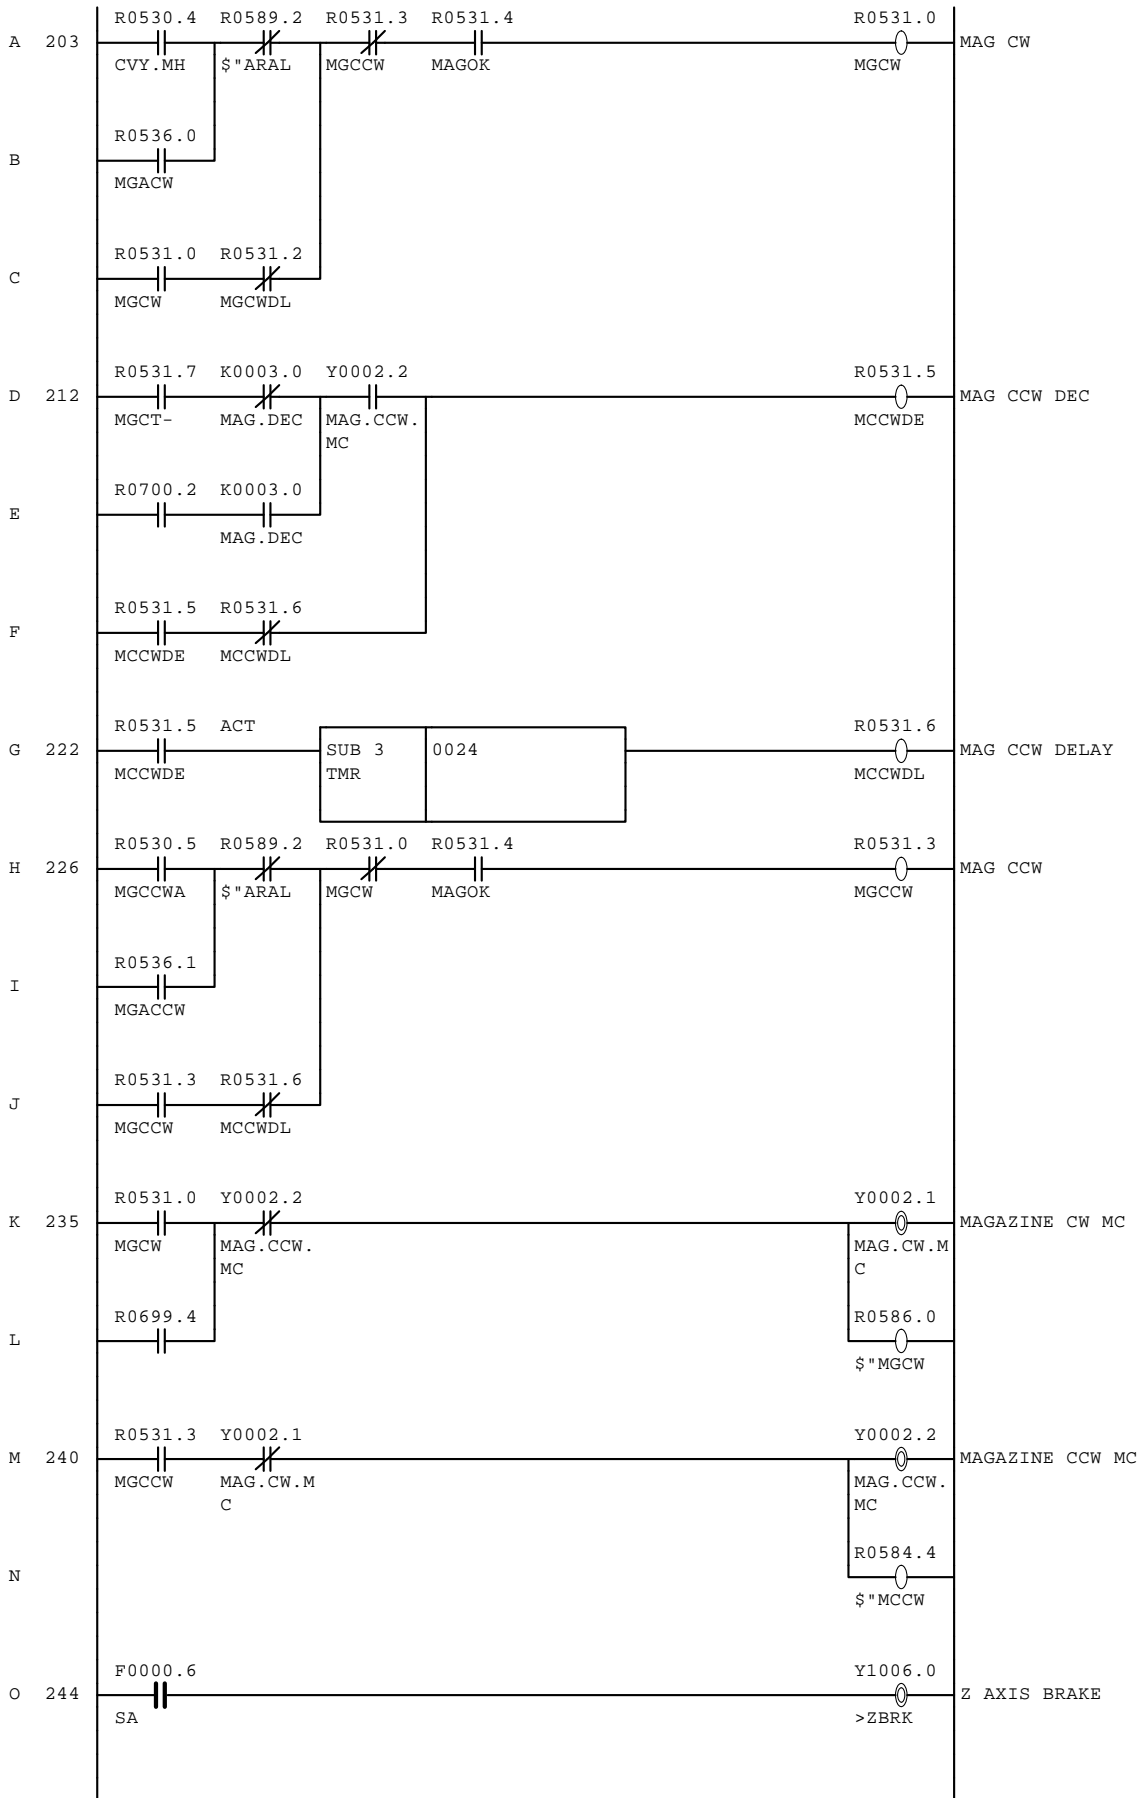 R0530.4 R0589.2 R0531.3 R0531.4 R0531.0
A 203 MAG CW
CVY.MH $"ARAL MGCCW MAGOK MGCW
R0536.0
B
MGACW
R0531.0 R0531.2
C
MGCW MGCWDL
R0531.7 K0003.0 Y0002.2 R0531.5
D 212 MAG CCW DEC
MGCT- MAG.DEC MAG.CCW. MCCWDE
MC
R0700.2 K0003.0
E
MAG.DEC
R0531.5 R0531.6
F
MCCWDE MCCWDL
R0531.5 ACT R0531.6
G 222 SUB 3 0024 MAG CCW DELAY
MCCWDE TMR MCCWDL
R0530.5 R0589.2 R0531.0 R0531.4 R0531.3
H 226 MAG CCW
MGCCWA $"ARAL MGCW MAGOK MGCCW
R0536.1
I
MGACCW
R0531.3 R0531.6
J
MGCCW MCCWDL
R0531.0 Y0002.2 Y0002.1
K 235 MAGAZINE CW MC
MGCW MAG.CCW. MAG.CW.M
MC C
R0699.4 R0586.0
L
$"MGCW
R0531.3 Y0002.1 Y0002.2
M 240 MAGAZINE CCW MC
MGCCW MAG.CW.M MAG.CCW.
C MC
R0584.4
N
$"MCCW
F0000.6 Y1006.0
O 244 Z AXIS BRAKE
SA >ZBRK